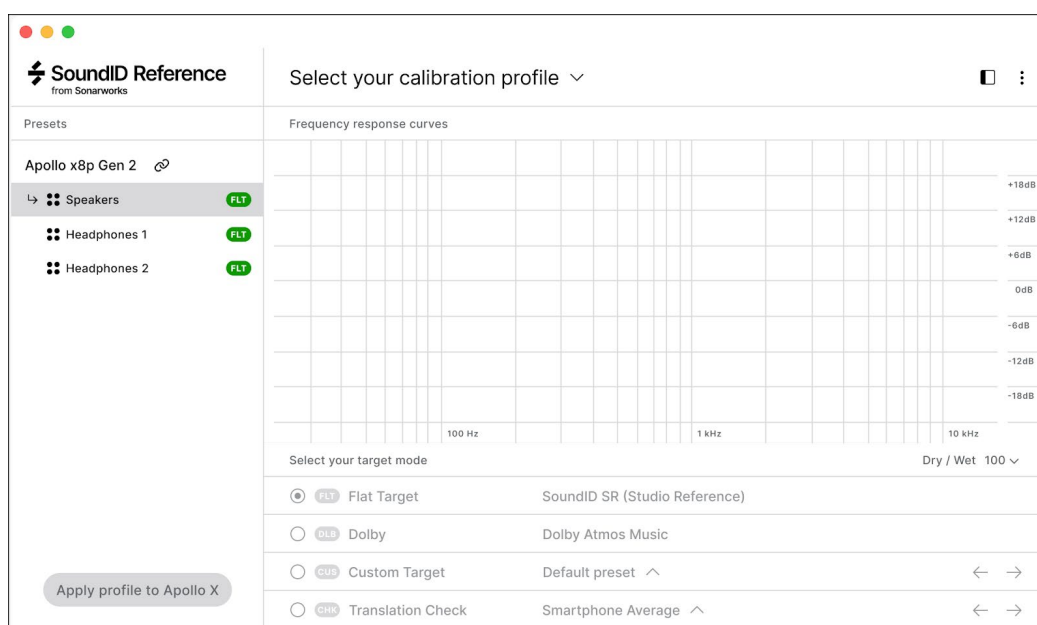 SoundID Reference
from Sonarworks
Select your calibration profile
Presets
Frequency response curves
Apollo x8p Gen 2
Speakers FLT
Headphones 1 FLT
Headphones 2 FLT
+18dB
+12dB
+6dB
0dB
-6dB
-12dB
-18dB
100 Hz 1 kHz 10 kHz
Select your target mode Dry / Wet 100
FLT Flat Target SoundID SR (Studio Reference)
DLB Dolby Dolby Atmos Music
CUS Custom Target Default preset
CHK Translation Check Smartphone Average
Apply profile to Apollo X